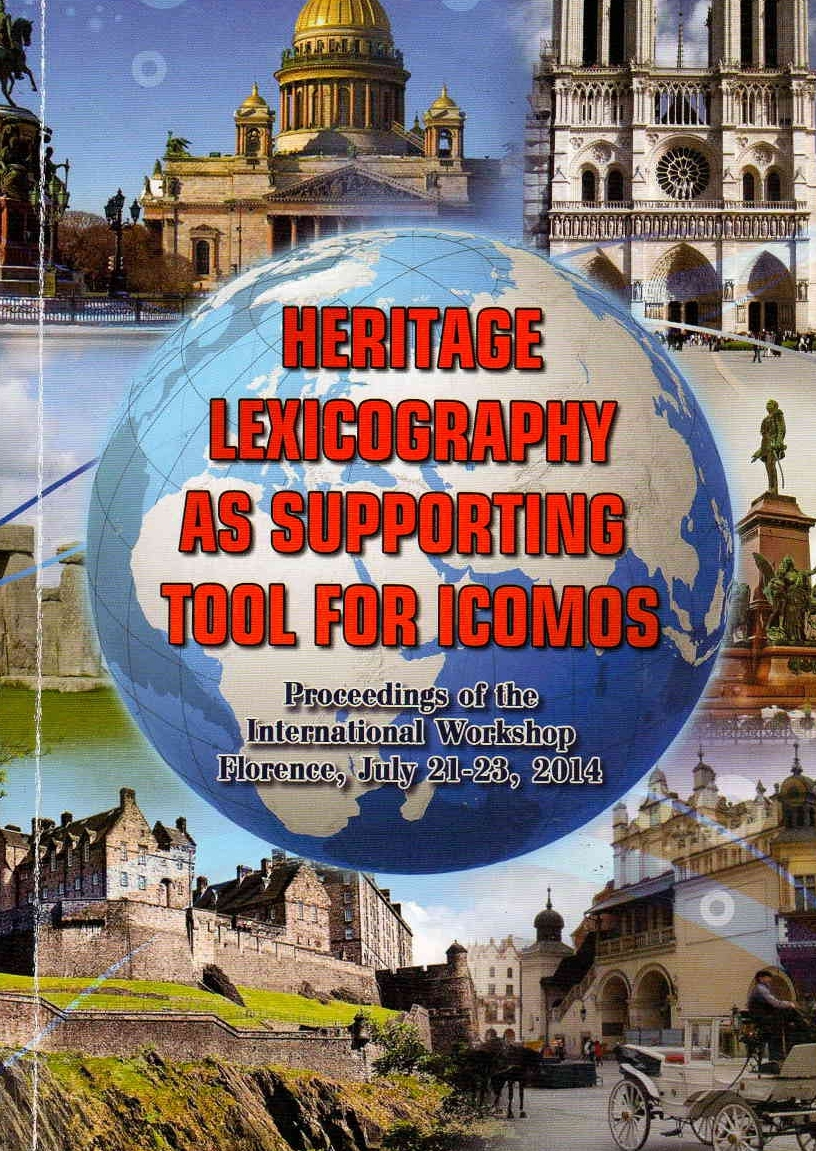 HERITAGE
LEXICOGRAPHY
AS SUPPORTING
TOOL FOR ICOMOS
Proceedings of the
International Workshop
Florence, July 21-23, 2014